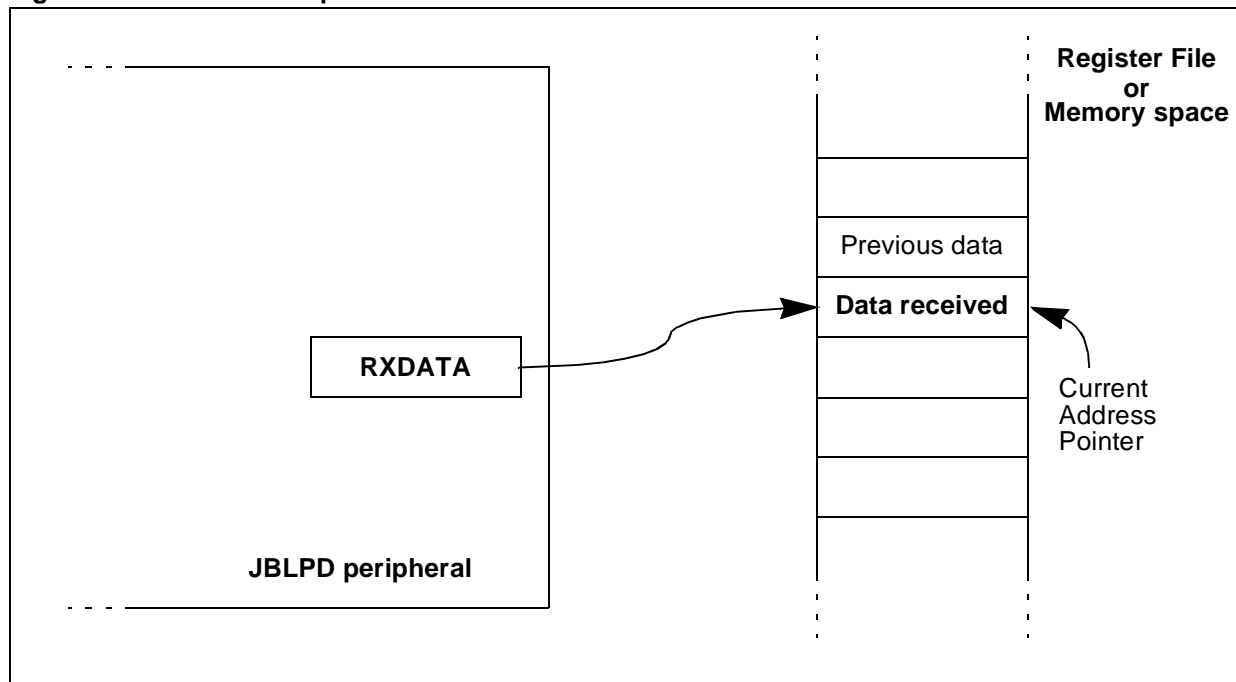 Register File
or
Memory space
Previous data
Data received
RXDATA
Current
Address
Pointer
JBLPD peripheral